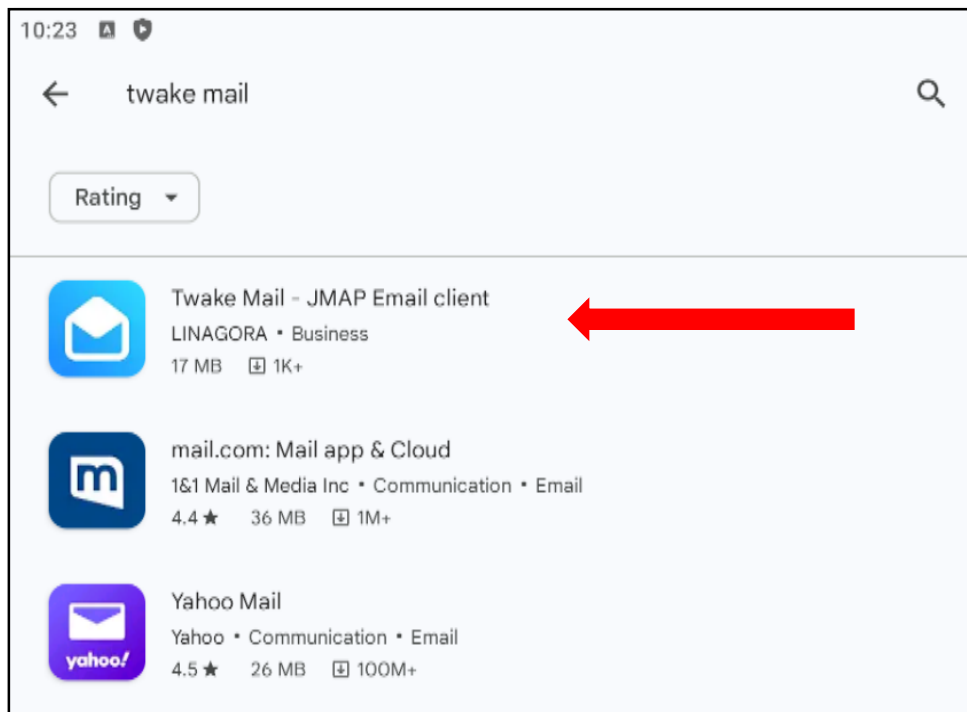 10:23
twake mail
Rating
Twake Mail - JMAP Email client
LINAGORA • Business
17 MB 1K+
mail.com: Mail app & Cloud
1&1 Mail & Media Inc • Communication • Email
4.4★ 36 MB 1M+
Yahoo Mail
Yahoo • Communication • Email
yahoo!
4.5★ 26 MB 100M+